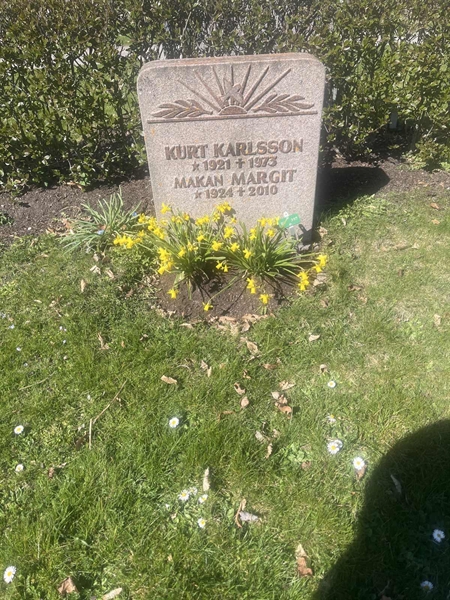 KURT KARLSSON
* 1921 † 1973
MAKAN MARGIT
* 1924 † 2010